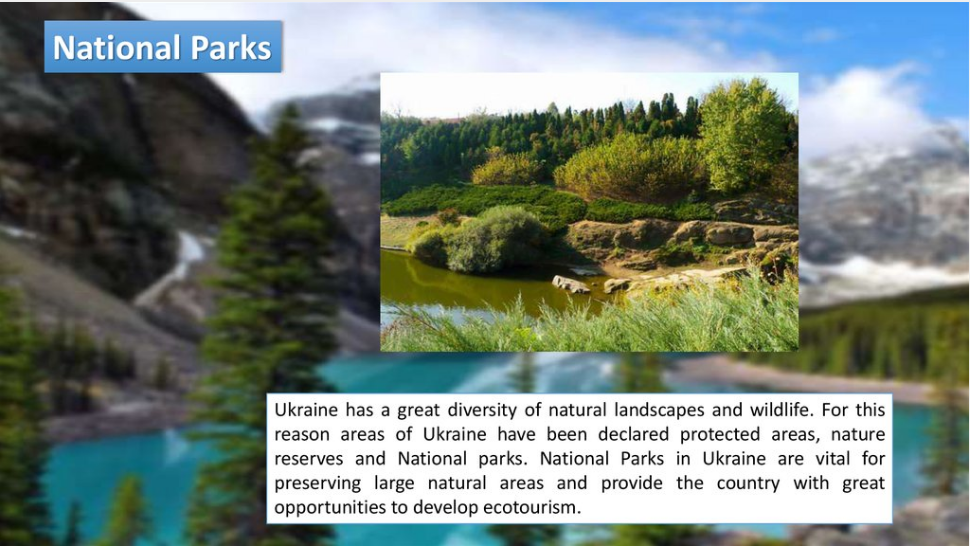 National Parks
Ukraine has a great diversity of natural landscapes and wildlife. For this
reason areas of Ukraine have been declared protected areas, nature
reserves and National parks. National Parks in Ukraine are vital for
preserving large natural areas and provide the country with great
opportunities to develop ecotourism.